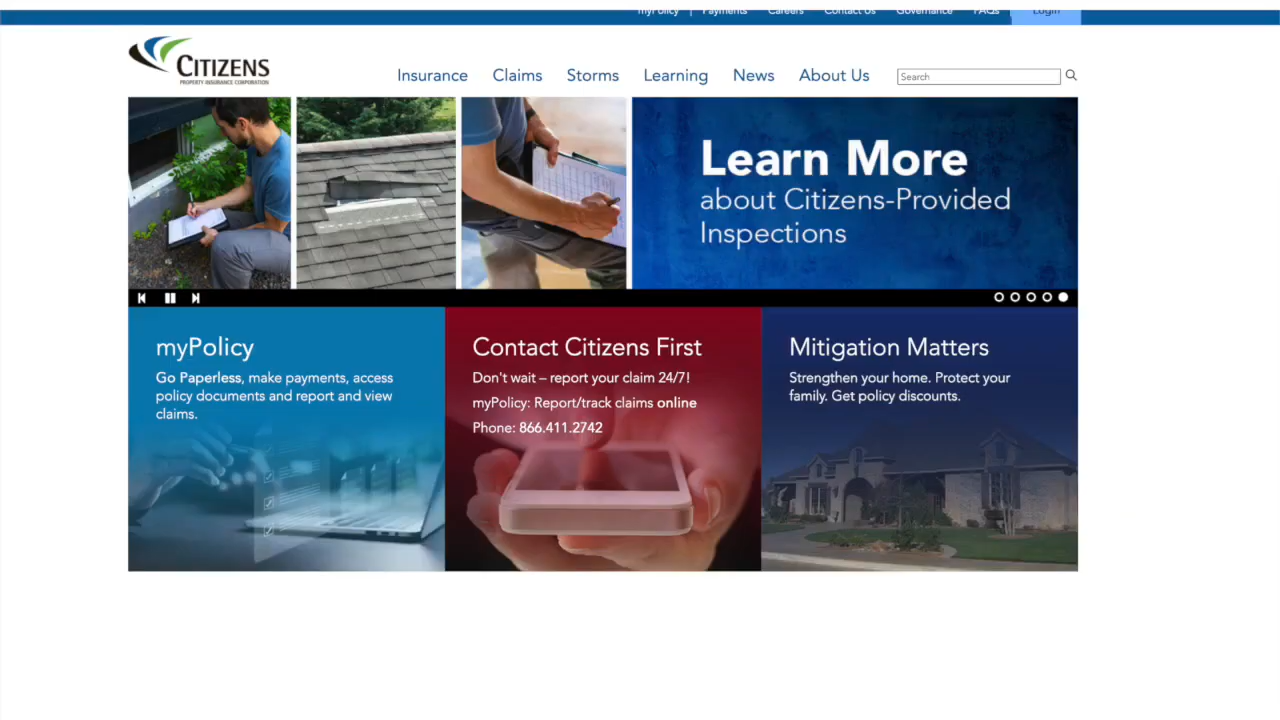 myPolicy | Payments Careers Contact Us Governance FAQs Login
CITIZENS
PROPERTY INSURANCE CORPORATION
Insurance Claims Storms Learning News About Us Search
Learn More
about Citizens-Provided
Inspections
myPolicy
Go Paperless, make payments, access
policy documents and report and view
claims.
Contact Citizens First
Don't wait – report your claim 24/7!
myPolicy: Report/track claims online
Phone: 866.411.2742
Mitigation Matters
Strengthen your home. Protect your
family. Get policy discounts.